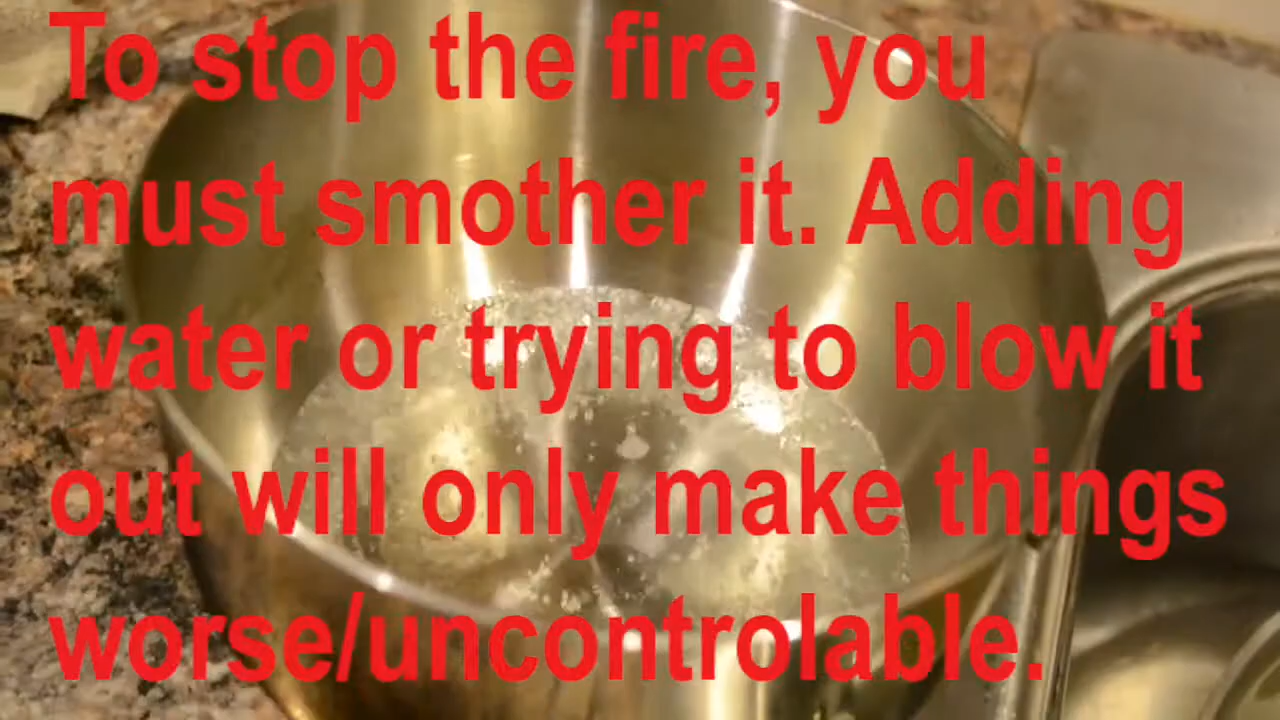 To stop the fire, you
must smother it. Adding
water or trying to blow it
out will only make things
worse/uncontrolable.